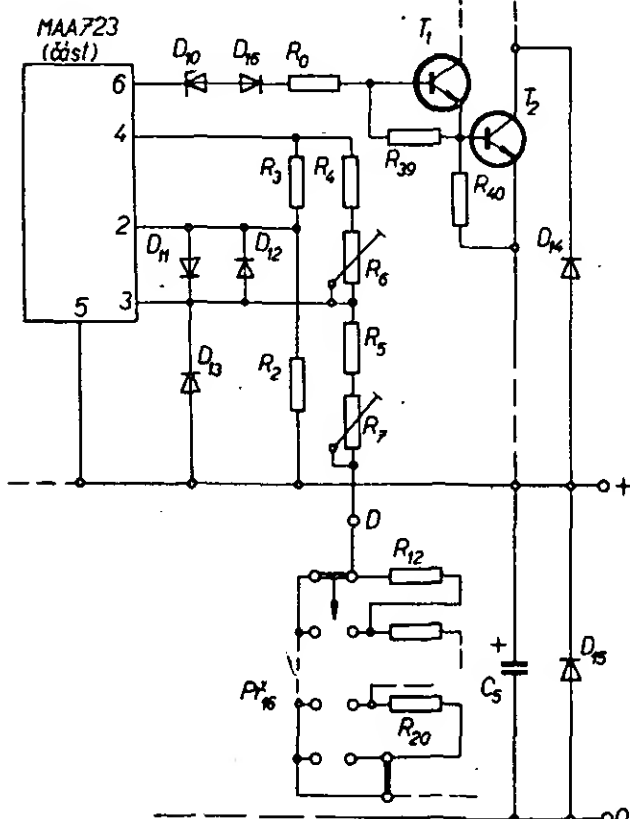 MAA723
(část)
D10
D16
R0
T1
6
4
T2
R3
R4
R39
R40
2
D11
D12
D14
R6
3
5
R5
D13
R2
R7
+
D
R12
+
D15
Př16
C5
R20
0